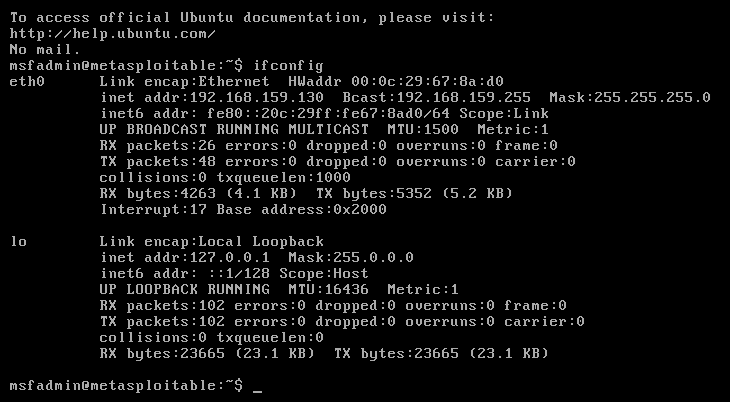 To access official Ubuntu documentation, please visit:
http://help.ubuntu.com/
No mail.
msfadmin@metasploitable:~$ ifconfig
eth0      Link encap:Ethernet  HWaddr 00:0c:29:67:8a:d0
          inet addr:192.168.159.130  Bcast:192.168.159.255  Mask:255.255.255.0
          inet6 addr: fe80::20c:29ff:fe67:8ad0/64 Scope:Link
          UP BROADCAST RUNNING MULTICAST  MTU:1500  Metric:1
          RX packets:26 errors:0 dropped:0 overruns:0 frame:0
          TX packets:48 errors:0 dropped:0 overruns:0 carrier:0
          collisions:0 txqueuelen:1000
          RX bytes:4263 (4.1 KB)  TX bytes:5352 (5.2 KB)
          Interrupt:17 Base address:0x2000
lo        Link encap:Local Loopback
          inet addr:127.0.0.1  Mask:255.0.0.0
          inet6 addr: ::1/128 Scope:Host
          UP LOOPBACK RUNNING  MTU:16436  Metric:1
          RX packets:102 errors:0 dropped:0 overruns:0 frame:0
          TX packets:102 errors:0 dropped:0 overruns:0 carrier:0
          collisions:0 txqueuelen:0
          RX bytes:23665 (23.1 KB)  TX bytes:23665 (23.1 KB)
msfadmin@metasploitable:~$ _